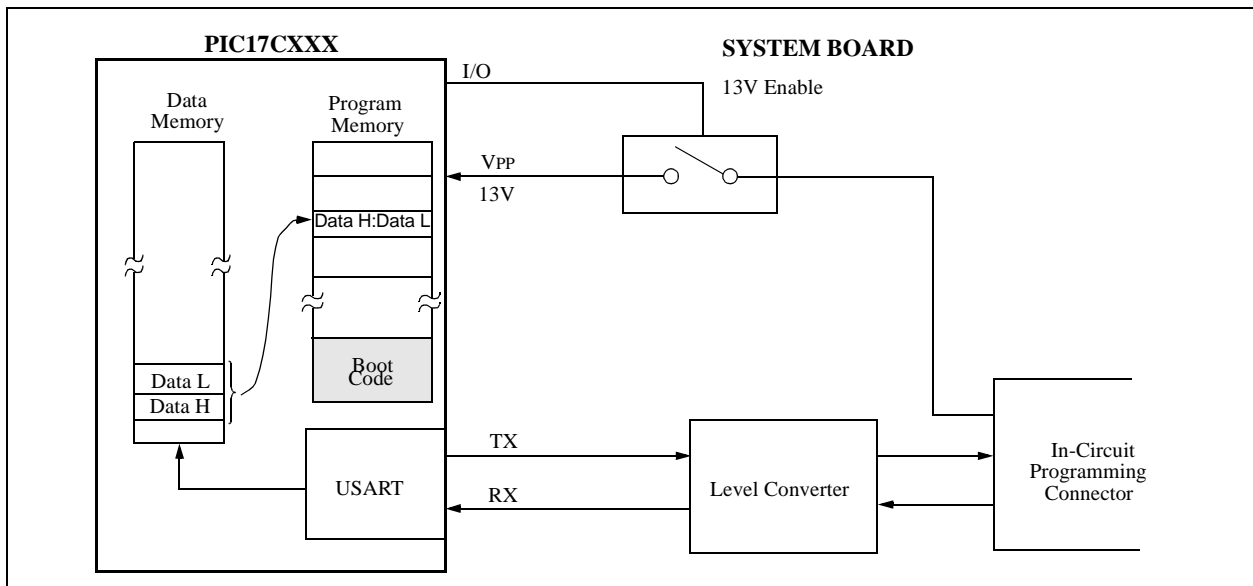 PIC17CXXX
SYSTEM BOARD
I/O
13V Enable
Data
Memory
Program
Memory
VPP
13V
Data H:Data L
Boot
Code
Data L
Data H
USART
TX
RX
Level Converter
In-Circuit
Programming
Connector